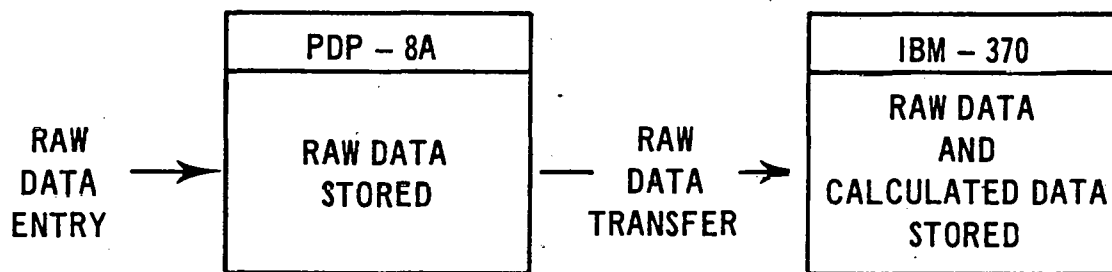 RAW
DATA
ENTRY
PDP – 8A
RAW DATA
STORED
RAW
DATA
TRANSFER
IBM – 370
RAW DATA
AND
CALCULATED DATA
STORED